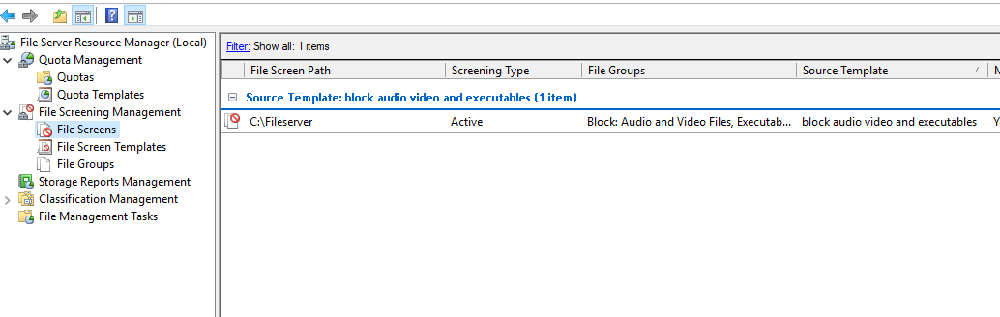 File Server Resource Manager (Local)
Quota Management
Quotas
Quota Templates
File Screening Management
File Screens
File Screen Templates
File Groups
Storage Reports Management
Classification Management
File Management Tasks
Filter: Show all: 1 items
File Screen Path Screening Type File Groups Source Template
Source Template: block audio video and executables (1 item)
C:\Fileserver Active Block: Audio and Video Files, Executab... block audio video and executables